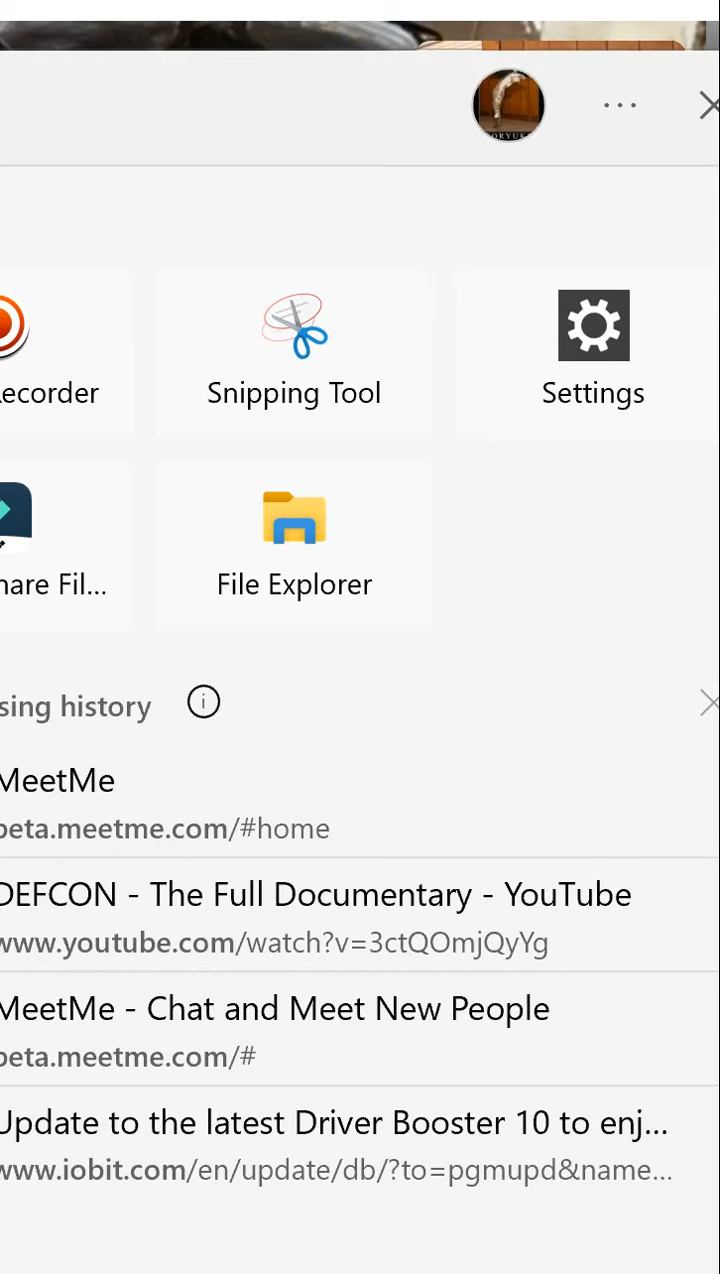 ORYUK
ecorder
Snipping Tool
Settings
hare Fil...
File Explorer
sing history
MeetMe
beta.meetme.com/#home
DEFCON - The Full Documentary - YouTube
www.youtube.com/watch?v=3ctQOmjQyYg
MeetMe - Chat and Meet New People
beta.meetme.com/#
Update to the latest Driver Booster 10 to enj...
www.iobit.com/en/update/db/?to=pgmupd&name...